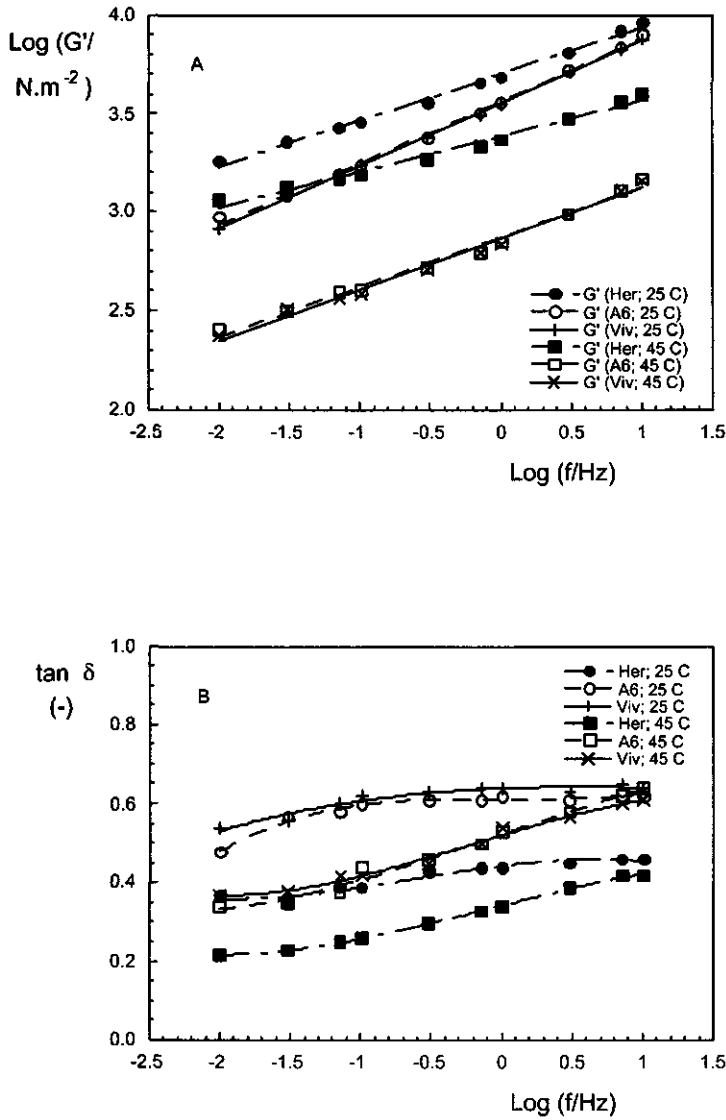 Log (G'/
N.m⁻²)
A
4.0
3.5
3.0
2.5
2.0
G' (Her; 25 C)
G' (A6; 25 C)
G' (Viv; 25 C)
G' (Her; 45 C)
G' (A6; 45 C)
G' (Viv; 45 C)
-2.5 -2 -1.5 -1 -0.5 0 0.5 1 1.5
Log (f/Hz)
tan δ
(-)
B
1.0
0.8
0.6
0.4
0.2
0.0
Her; 25 C
A6; 25 C
Viv; 25 C
Her; 45 C
A6; 45 C
Viv; 45 C
-2.5 -2 -1.5 -1 -0.5 0 0.5 1 1.5
Log (f/Hz)